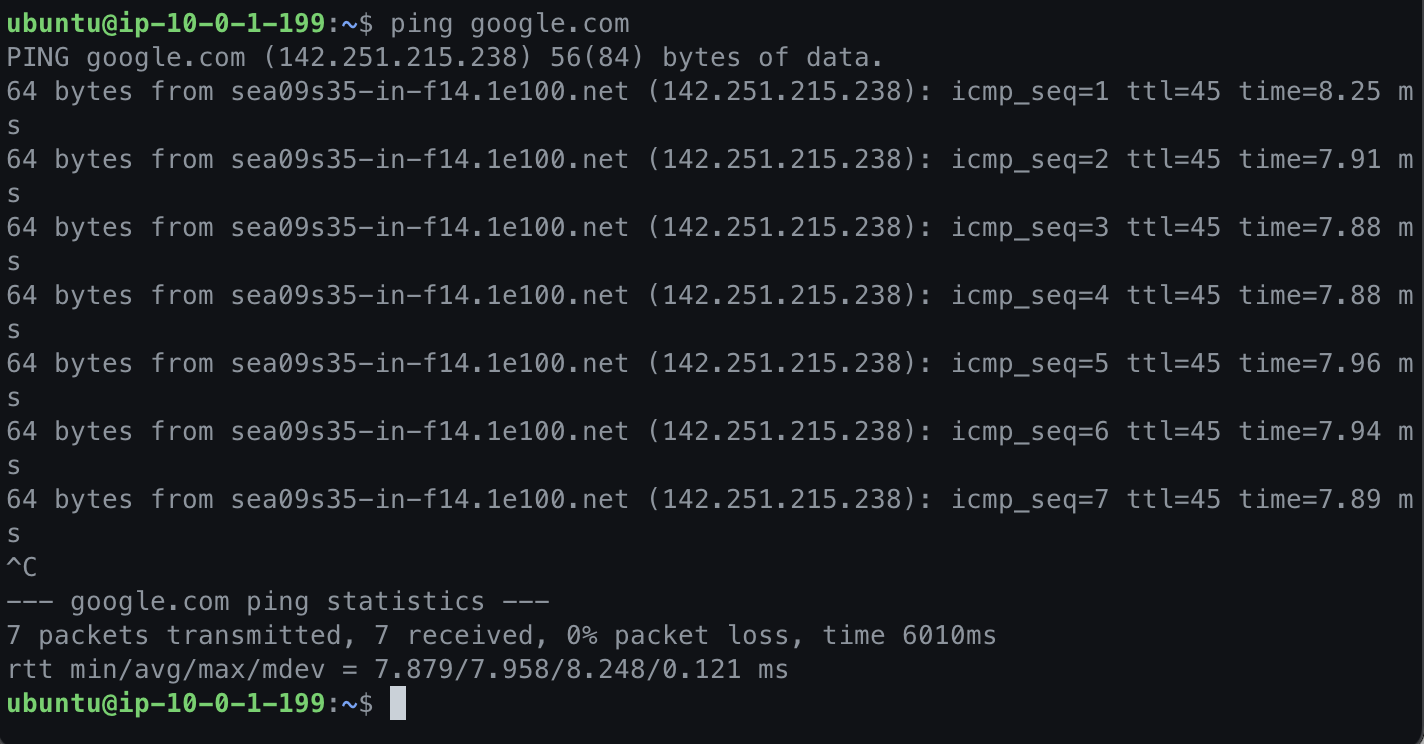 ubuntu@ip-10-0-1-199:~$ ping google.com
PING google.com (142.251.215.238) 56(84) bytes of data.
64 bytes from sea09s35-in-f14.1e100.net (142.251.215.238): icmp_seq=1 ttl=45 time=8.25 m
s
64 bytes from sea09s35-in-f14.1e100.net (142.251.215.238): icmp_seq=2 ttl=45 time=7.91 m
s
64 bytes from sea09s35-in-f14.1e100.net (142.251.215.238): icmp_seq=3 ttl=45 time=7.88 m
s
64 bytes from sea09s35-in-f14.1e100.net (142.251.215.238): icmp_seq=4 ttl=45 time=7.88 m
s
64 bytes from sea09s35-in-f14.1e100.net (142.251.215.238): icmp_seq=5 ttl=45 time=7.96 m
s
64 bytes from sea09s35-in-f14.1e100.net (142.251.215.238): icmp_seq=6 ttl=45 time=7.94 m
s
64 bytes from sea09s35-in-f14.1e100.net (142.251.215.238): icmp_seq=7 ttl=45 time=7.89 m
s
^C
--- google.com ping statistics ---
7 packets transmitted, 7 received, 0% packet loss, time 6010ms
rtt min/avg/max/mdev = 7.879/7.958/8.248/0.121 ms
ubuntu@ip-10-0-1-199:~$